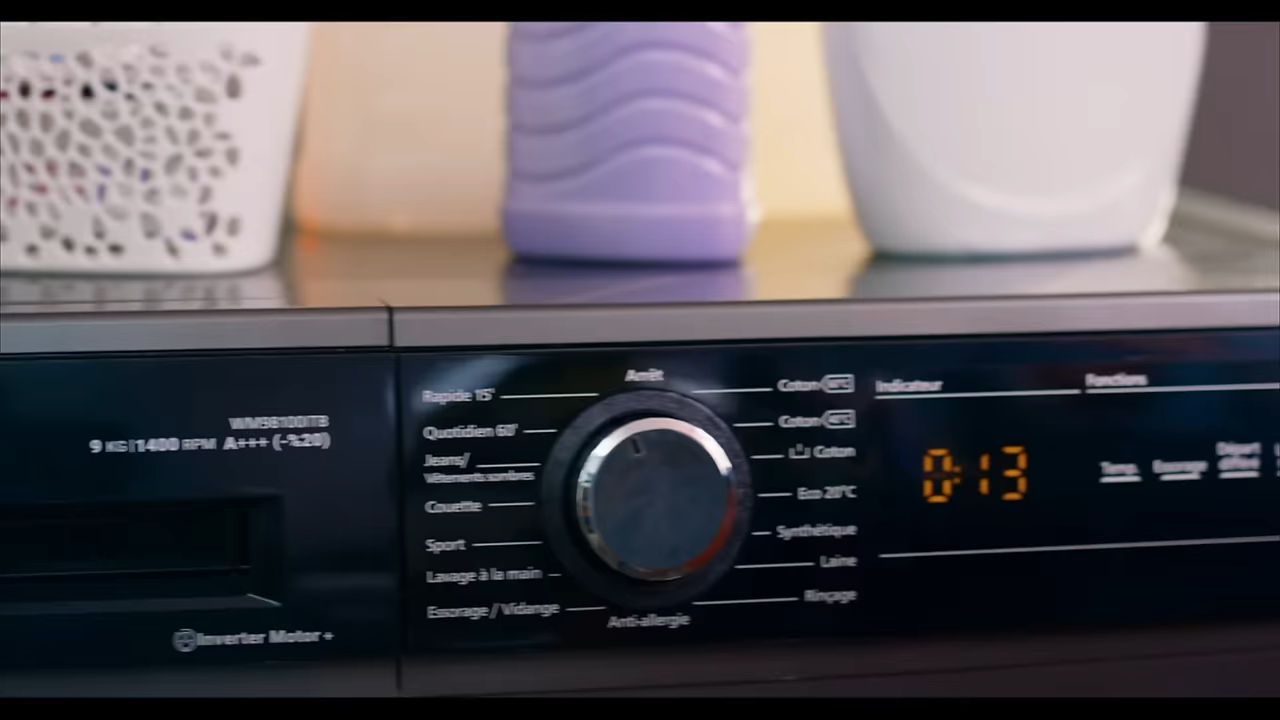 9 KG|1400 RPM A+++ (-%20)
Inverter Motor +
Arrêt
Rapide 15'
Quotidien 60'
Jeans/
Vêtements sombres
Couette
Sport
Lavage à la main
Essorage / Vidange
Anti-allergie
Coton
Coton
Coton
Eco 20°C
Synthétique
Laine
Rinçage
Indicateur
Fonctions
0:13
Temp.
Essorage
Départ
différé